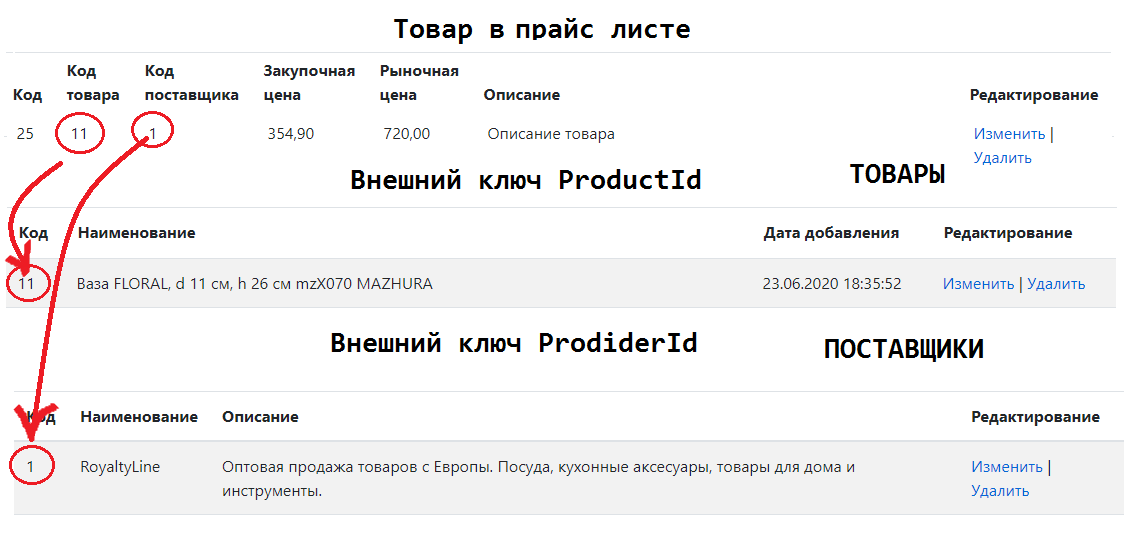 Товар в прайс листе
Код Код товара Код поставщика Закупочная цена Рыночная цена Описание Редактирование
25 11 1 354,90 720,00 Описание товара Изменить |
Удалить
Внешний ключ ProductId ТОВАРЫ
Код Наименование Дата добавления Редактирование
11 Ваза FLORAL, d 11 см, h 26 см mzX070 MAZHURA 23.06.2020 18:35:52 Изменить | Удалить
Внешний ключ ProdiderId ПОСТАВЩИКИ
Код Наименование Описание Редактирование
1 RoyaltyLine Оптовая продажа товаров с Европы. Посуда, кухонные аксесуары, товары для дома и Изменить |
инструменты. Удалить